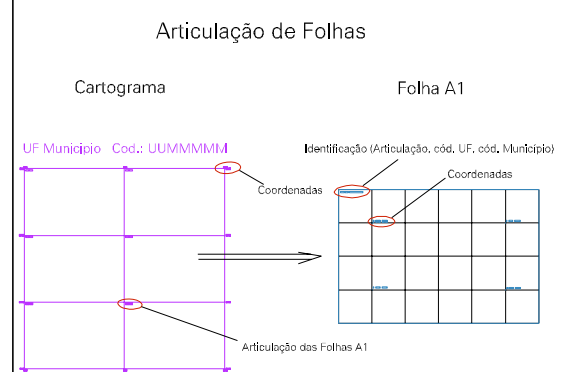 Articulação de Folhas
Cartograma
Folha A1
UF Municipio Cod.: UUMMMMM
Identificação (Articulação, cód. UF, cód. Município)
Coordenadas
Coordenadas
Articulação das Folhas A1